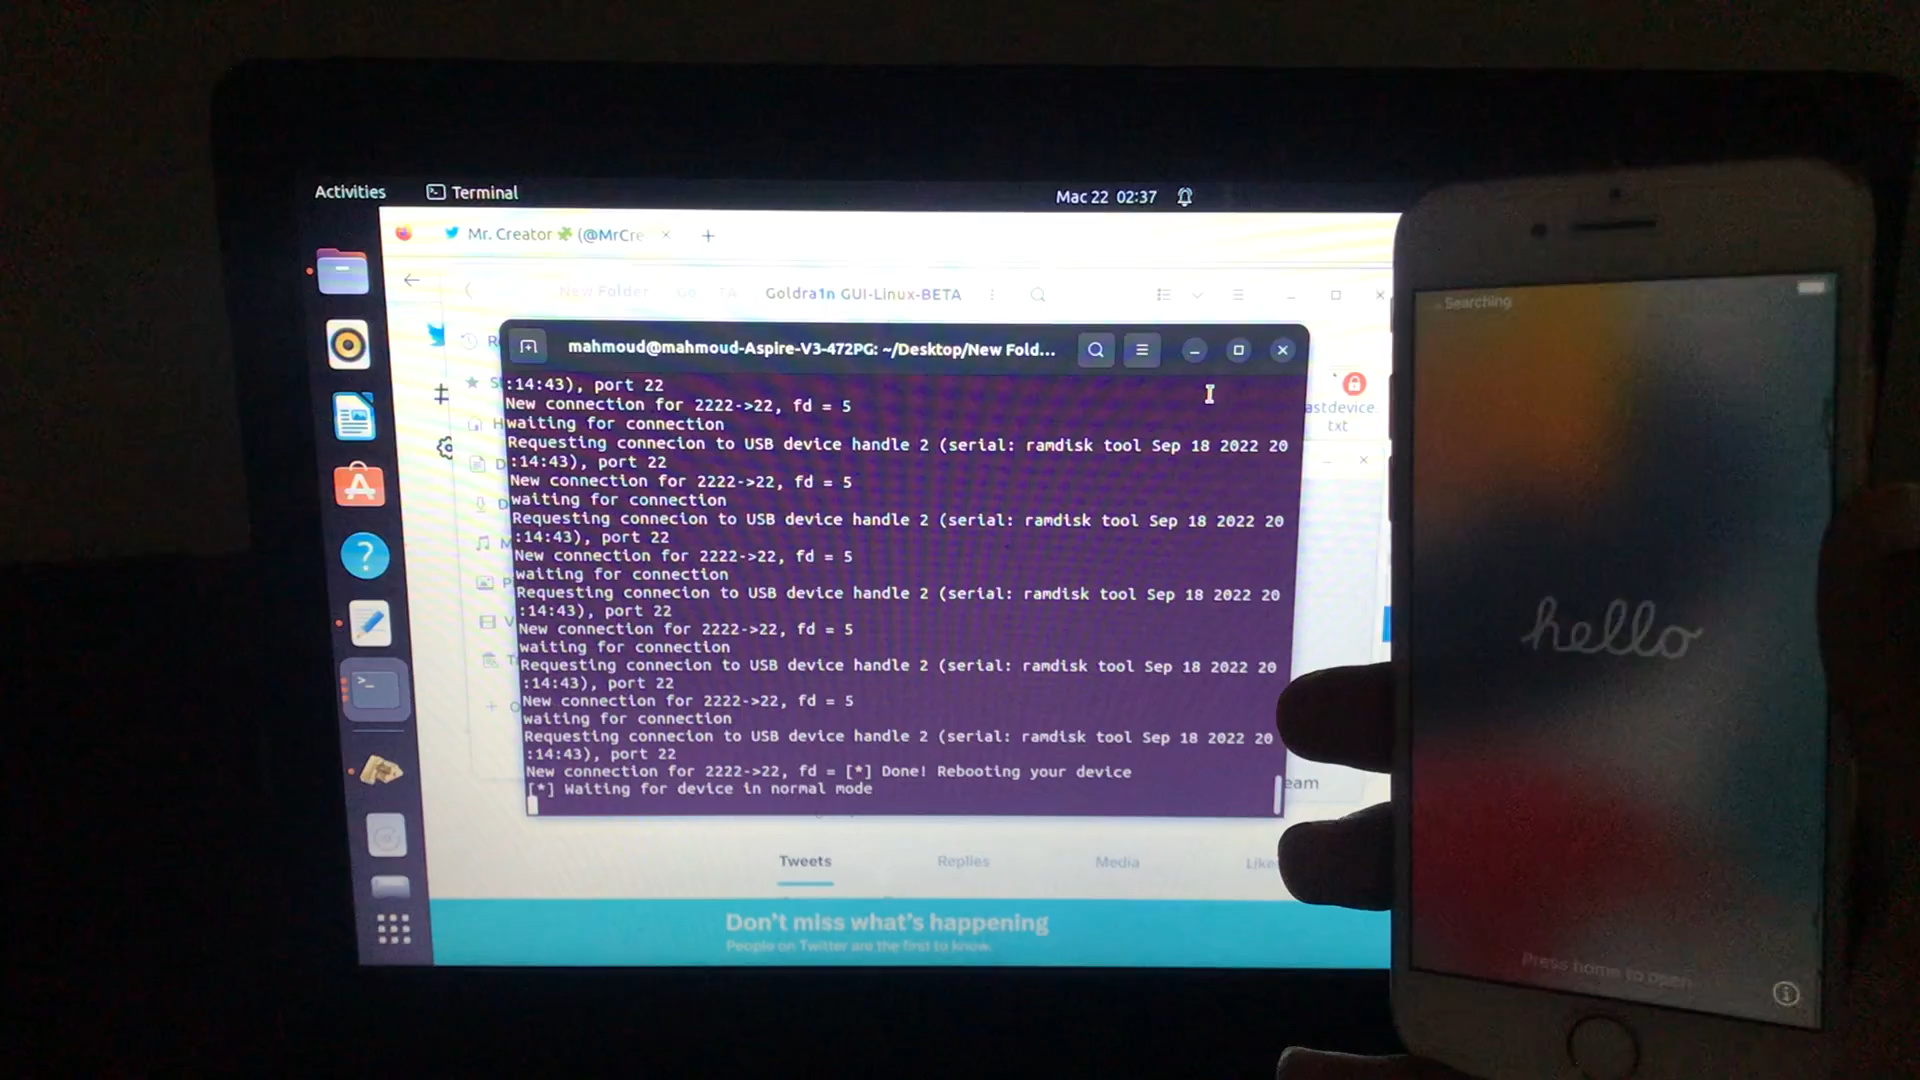 Activities
Terminal
Mac 22 02:37
Mr. Creator (@MrCre
New Folder
Go
Goldra1n GUI-Linux-BETA
mahmoud@mahmoud-Aspire-V3-472PG: ~/Desktop/New Fold...
:14:43), port 22
New connection for 2222->22, fd = 5
waiting for connection
Requesting connecion to USB device handle 2 (serial: ramdisk tool Sep 18 2022 20
:14:43), port 22
New connection for 2222->22, fd = 5
waiting for connection
Requesting connecion to USB device handle 2 (serial: ramdisk tool Sep 18 2022 20
:14:43), port 22
New connection for 2222->22, fd = 5
waiting for connection
Requesting connecion to USB device handle 2 (serial: ramdisk tool Sep 18 2022 20
:14:43), port 22
New connection for 2222->22, fd = 5
waiting for connection
Requesting connecion to USB device handle 2 (serial: ramdisk tool Sep 18 2022 20
:14:43), port 22
New connection for 2222->22, fd = 5
waiting for connection
Requesting connecion to USB device handle 2 (serial: ramdisk tool Sep 18 2022 20
:14:43), port 22
New connection for 2222->22, fd = [*] Done! Rebooting your device
[*] Waiting for device in normal mode
astdevice.
txt
eam
Tweets
Replies
Media
Like
Don't miss what's happening
People on Twitter are the first to know.
Searching
hello
Press home to open